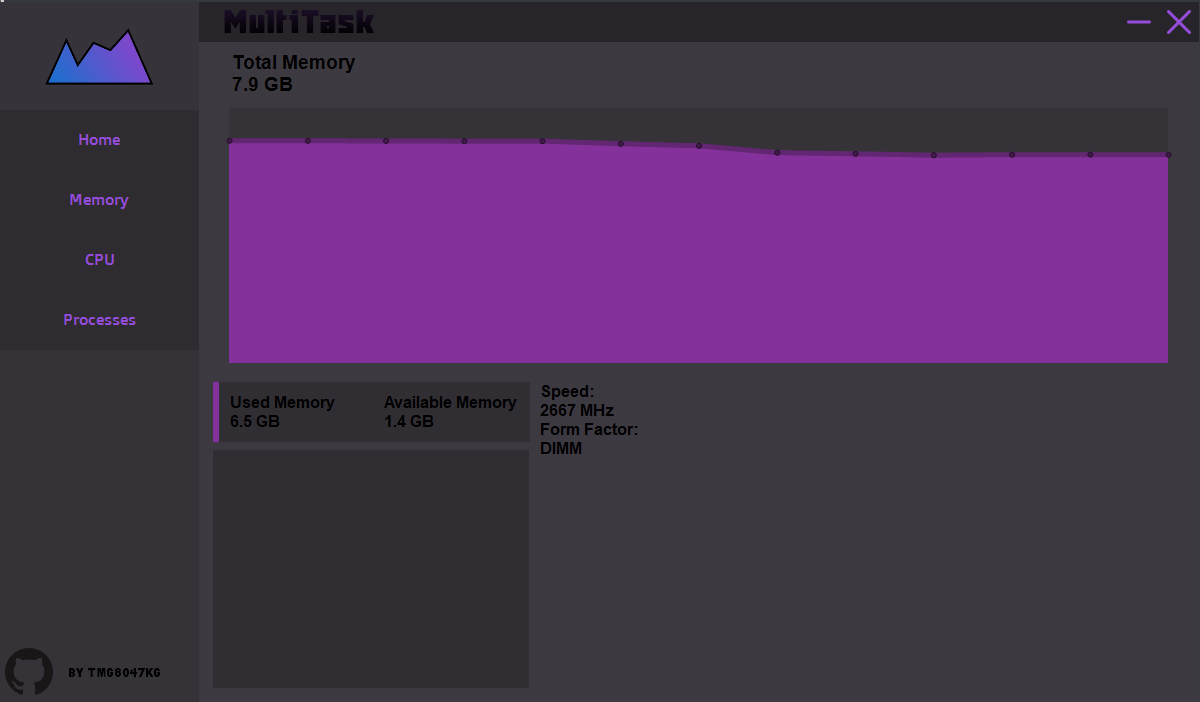 MultiTask
Total Memory
7.9 GB
Home
Memory
CPU
Processes
Used Memory
6.5 GB
Available Memory
1.4 GB
Speed:
2667 MHz
Form Factor:
DIMM
BY TMG8047KG